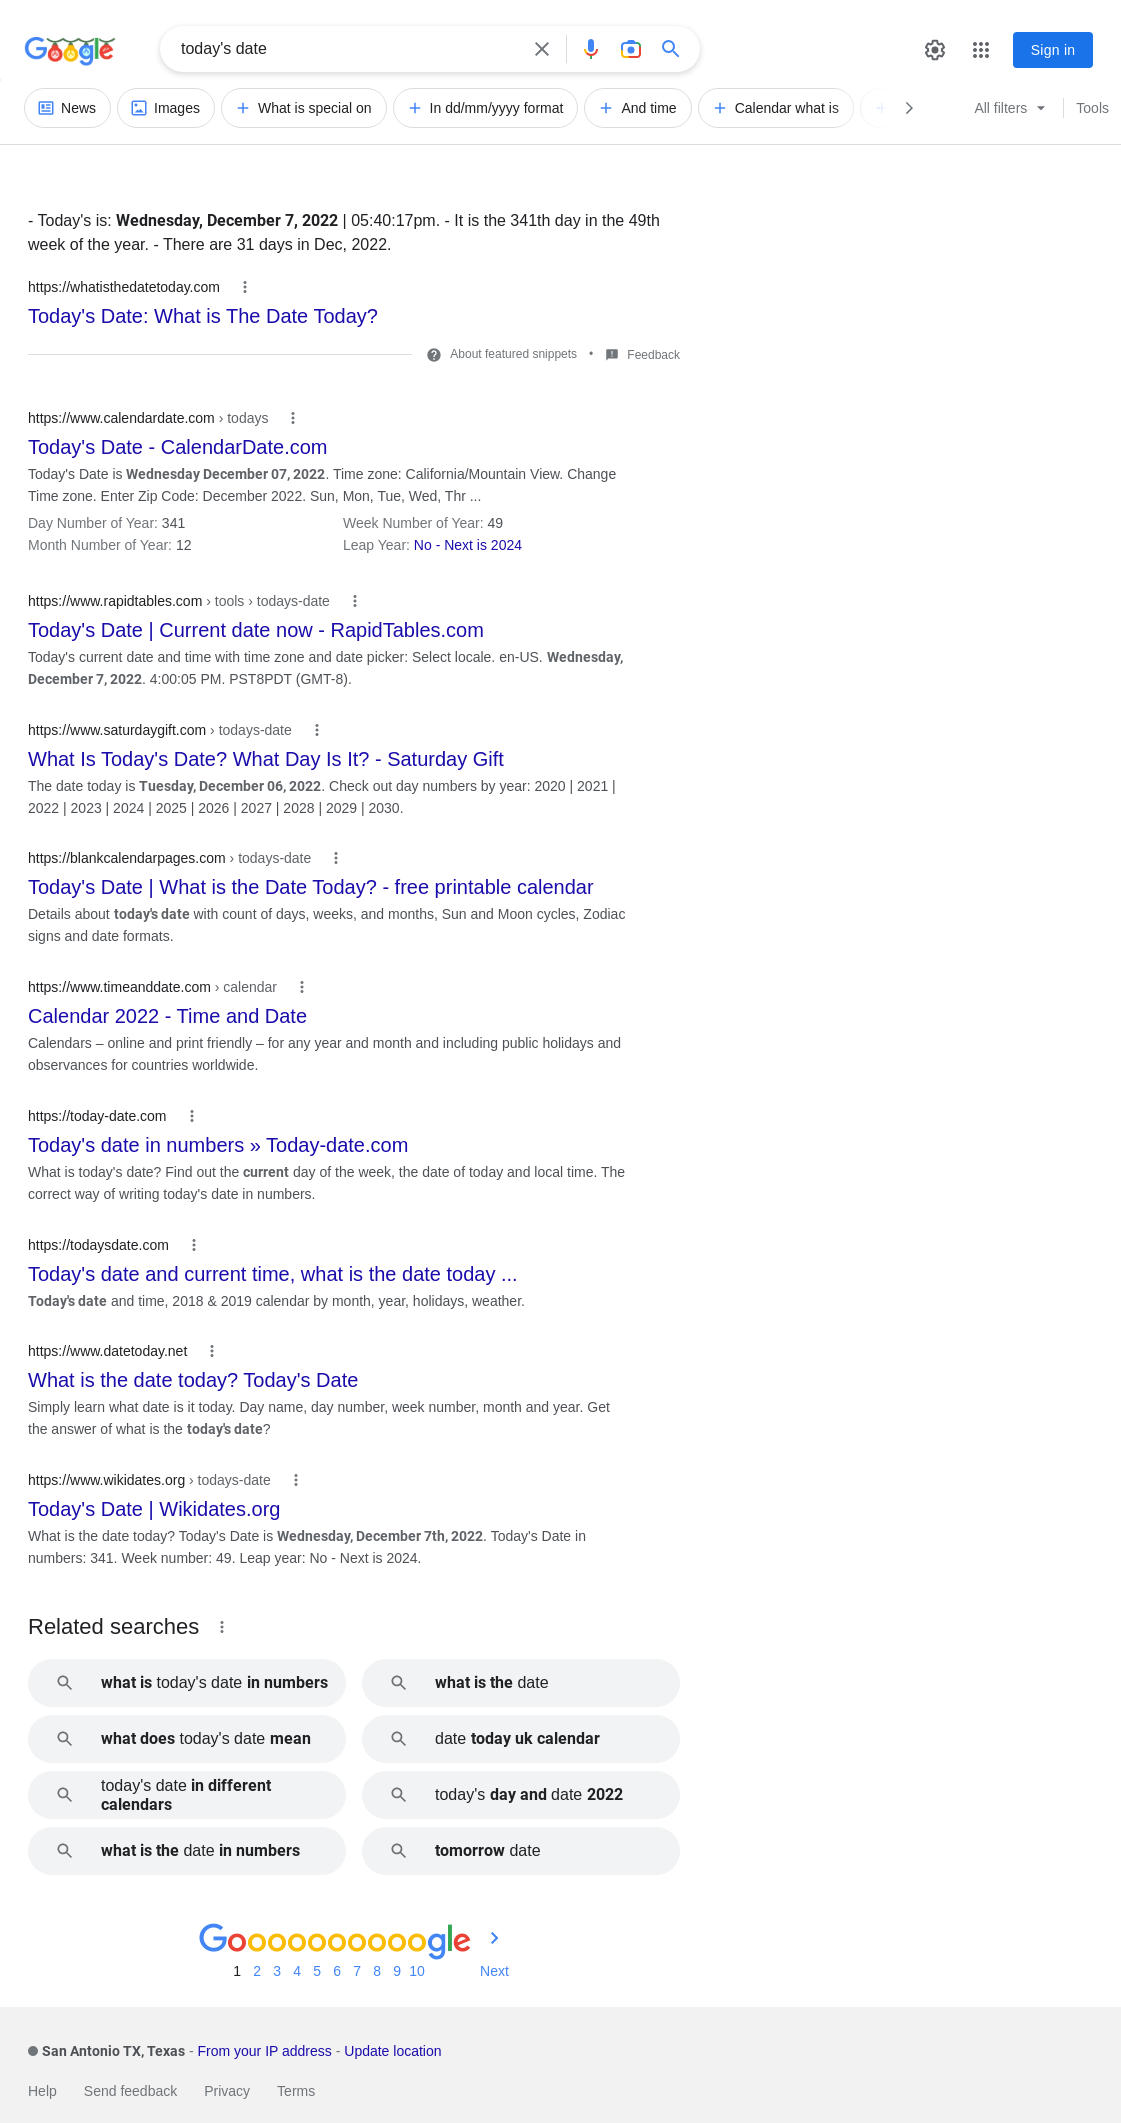 Google
today's date
Sign in
News
Images
What is special on
In dd/mm/yyyy format
And time
Calendar what is
All filters
Tools
- Today's is: Wednesday, December 7, 2022 | 05:40:17pm. - It is the 341th day in the 49th
week of the year. - There are 31 days in Dec, 2022.
https://whatisthedatetoday.com
Today's Date: What is The Date Today?
About featured snippets • Feedback
https://www.calendardate.com › todays
Today's Date - CalendarDate.com
Today's Date is Wednesday December 07, 2022. Time zone: California/Mountain View. Change
Time zone. Enter Zip Code: December 2022. Sun, Mon, Tue, Wed, Thr ...
Day Number of Year: 341 Week Number of Year: 49
Month Number of Year: 12 Leap Year: No - Next is 2024
https://www.rapidtables.com › tools › todays-date
Today's Date | Current date now - RapidTables.com
Today's current date and time with time zone and date picker: Select locale. en-US. Wednesday,
December 7, 2022. 4:00:05 PM. PST8PDT (GMT-8).
https://www.saturdaygift.com › todays-date
What Is Today's Date? What Day Is It? - Saturday Gift
The date today is Tuesday, December 06, 2022. Check out day numbers by year: 2020 | 2021 |
2022 | 2023 | 2024 | 2025 | 2026 | 2027 | 2028 | 2029 | 2030.
https://blankcalendarpages.com › todays-date
Today's Date | What is the Date Today? - free printable calendar
Details about today's date with count of days, weeks, and months, Sun and Moon cycles, Zodiac
signs and date formats.
https://www.timeanddate.com › calendar
Calendar 2022 - Time and Date
Calendars – online and print friendly – for any year and month and including public holidays and
observances for countries worldwide.
https://today-date.com
Today's date in numbers » Today-date.com
What is today's date? Find out the current day of the week, the date of today and local time. The
correct way of writing today's date in numbers.
https://todaysdate.com
Today's date and current time, what is the date today ...
Today's date and time, 2018 & 2019 calendar by month, year, holidays, weather.
https://www.datetoday.net
What is the date today? Today's Date
Simply learn what date is it today. Day name, day number, week number, month and year. Get
the answer of what is the today's date?
https://www.wikidates.org › todays-date
Today's Date | Wikidates.org
What is the date today? Today's Date is Wednesday, December 7th, 2022. Today's Date in
numbers: 341. Week number: 49. Leap year: No - Next is 2024.
Related searches
what is today's date in numbers
what is the date
what does today's date mean
date today uk calendar
today's date in different
calendars
today's day and date 2022
what is the date in numbers
tomorrow date
Goooooooooogle
1 2 3 4 5 6 7 8 9 10 Next
San Antonio TX, Texas - From your IP address - Update location
Help Send feedback Privacy Terms